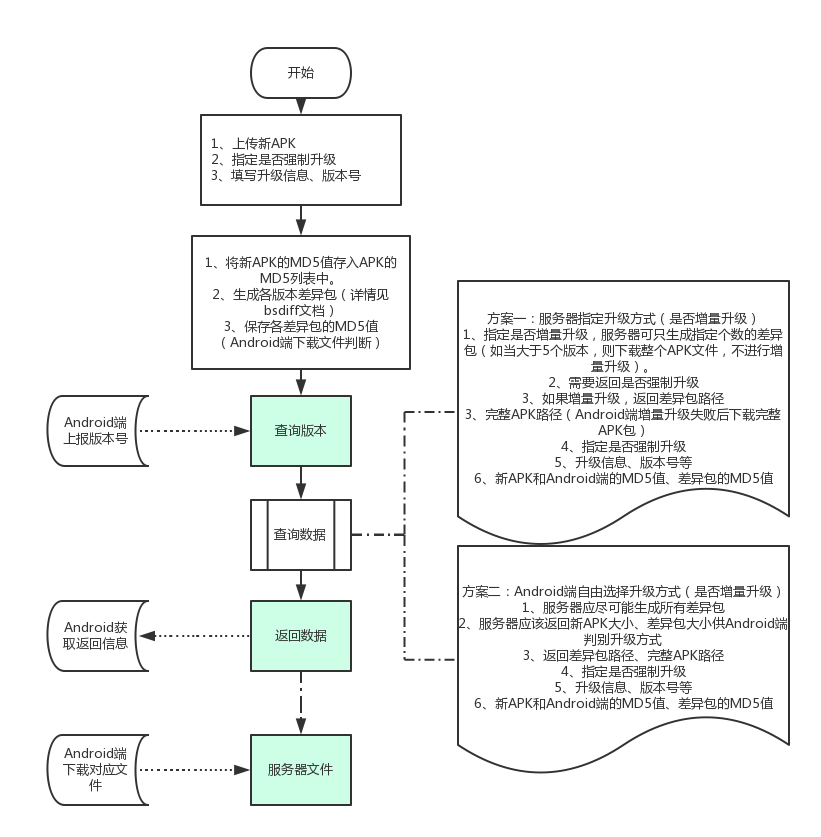 开始
1、上传新APK
2、指定是否强制升级
3、填写升级信息、版本号
1、将新APK的MD5值存入APK的
MD5列表中。
2、生成各版本差异包（详情见
bsdiff文档）
3、保存各差异包的MD5值
（Android端下载文件判断）
Android端
上报版本号
查询版本
查询数据
Android获
取返回信息
返回数据
Android端
下载对应文
件
服务器文件
方案一：服务器指定升级方式（是否增量升级）
1、指定是否增量升级，服务器可只生成指定个数的差异
包（如当大于5个版本，则下载整个APK文件，不进行增
量升级）。
2、需要返回是否强制升级
3、如果增量升级，返回差异包路径
3、完整APK路径（Android端增量升级失败后下载完整
APK包）
4、指定是否强制升级
5、升级信息、版本号等
6、新APK和Android端的MD5值、差异包的MD5值
方案二：Android端自由选择升级方式（是否增量升级）
1、服务器应尽可能生成所有差异包
2、服务器应该返回新APK大小、差异包大小供Android端
判别升级方式
3、返回差异包路径、完整APK路径
4、指定是否强制升级
5、升级信息、版本号等
6、新APK和Android端的MD5值、差异包的MD5值